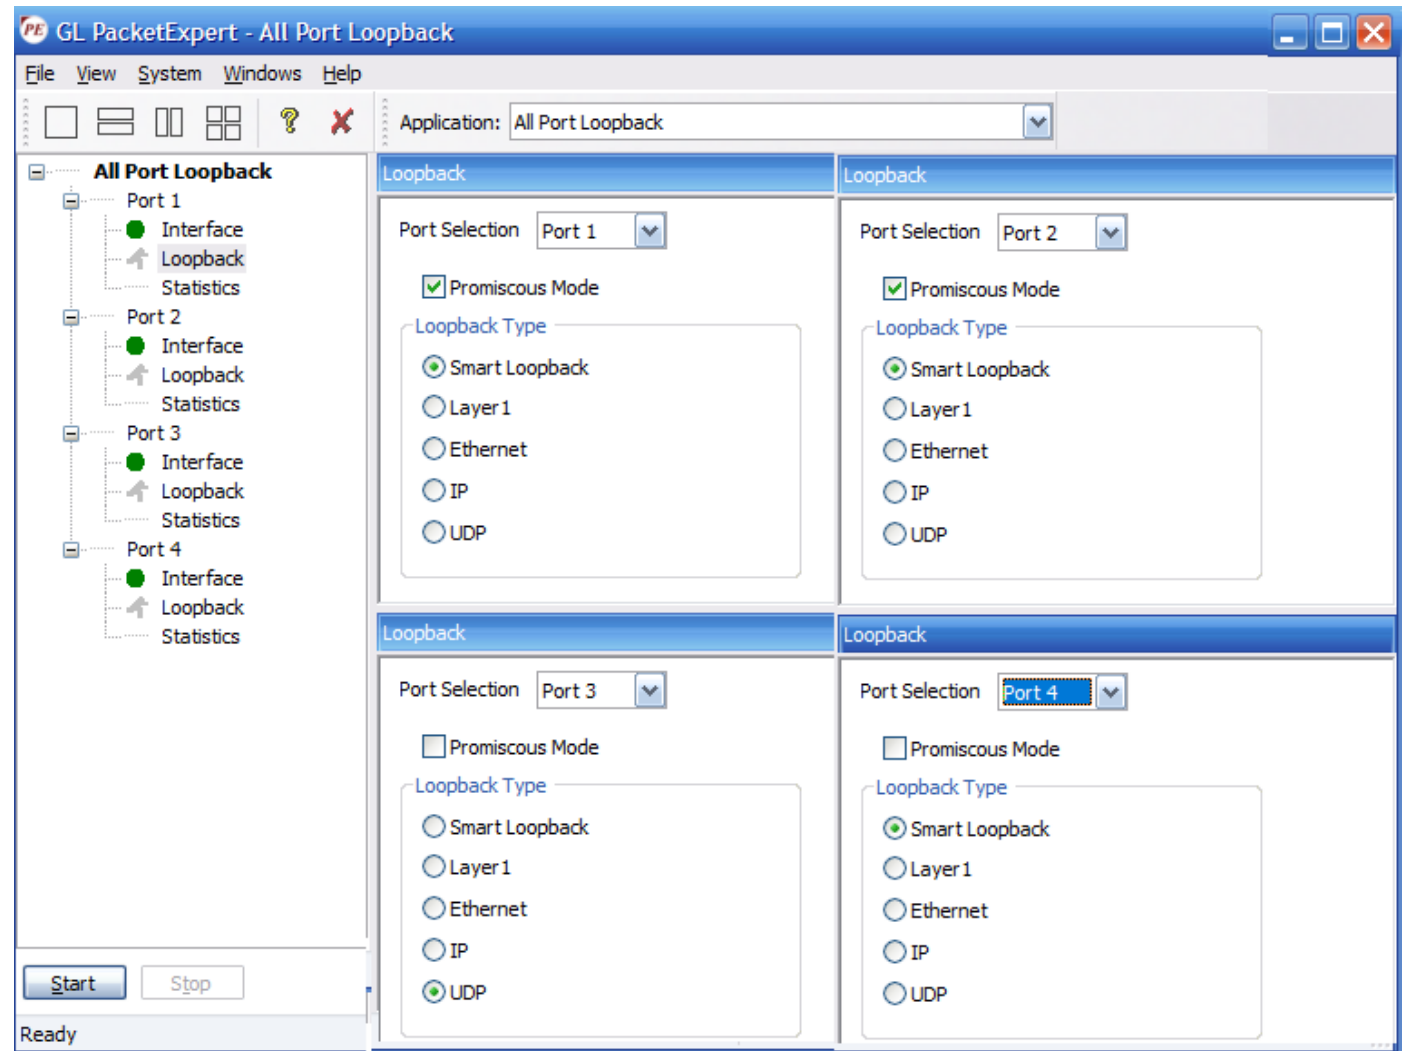 PE GL PacketExpert - All Port Loopback
File View System Windows Help
? Application: All Port Loopback
All Port Loopback
Port 1
Interface
Loopback
Statistics
Port 2
Interface
Loopback
Statistics
Port 3
Interface
Loopback
Statistics
Port 4
Interface
Loopback
Statistics
Start Stop
Ready
Loopback
Port Selection Port 1
Promiscous Mode
Loopback Type
Smart Loopback
Layer1
Ethernet
IP
UDP
Loopback
Port Selection Port 2
Promiscous Mode
Loopback Type
Smart Loopback
Layer1
Ethernet
IP
UDP
Loopback
Port Selection Port 3
Promiscous Mode
Loopback Type
Smart Loopback
Layer1
Ethernet
IP
UDP
Loopback
Port Selection Port 4
Promiscous Mode
Loopback Type
Smart Loopback
Layer1
Ethernet
IP
UDP